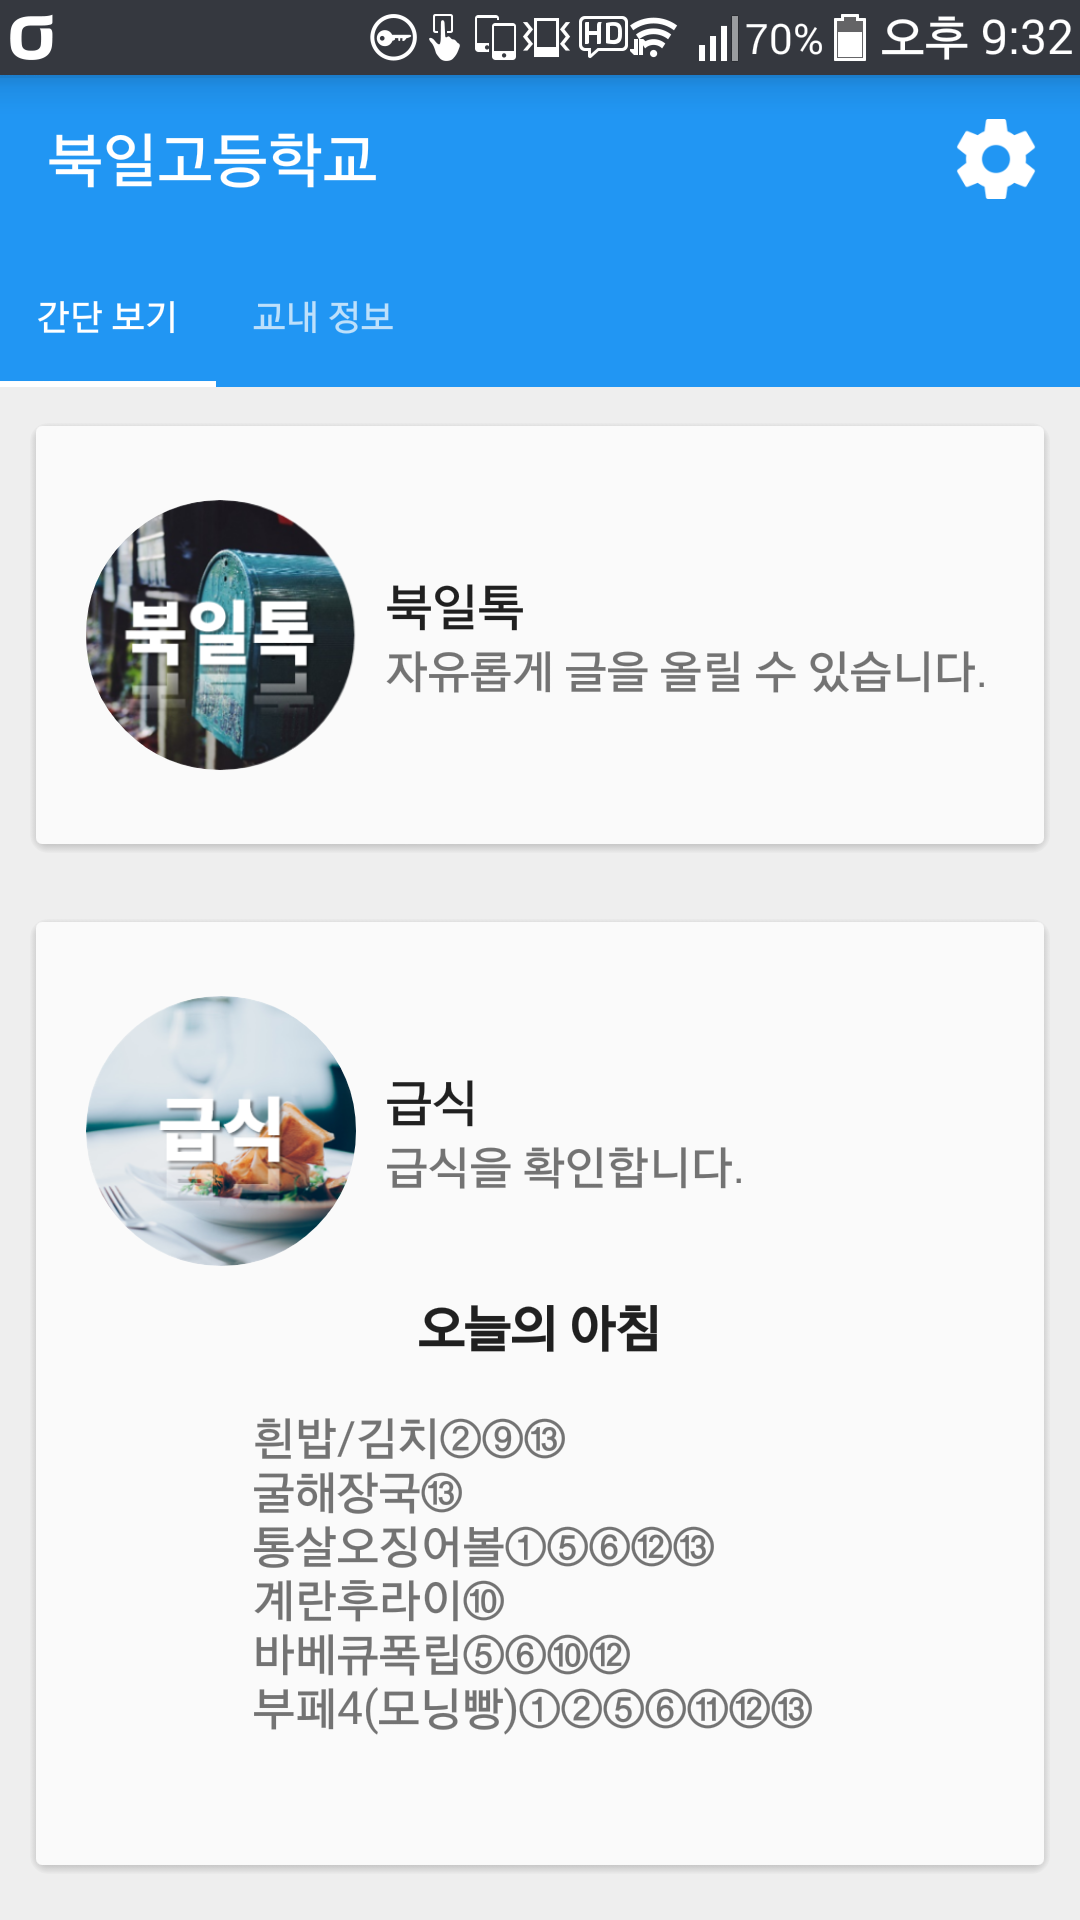 70% 오후 9:32
북일고등학교
간단 보기 교내 정보
북일톡
북일톡
자유롭게 글을 올릴 수 있습니다.
급식
급식
급식을 확인합니다.
오늘의 아침
흰밥/김치②⑨⑬
굴해장국⑬
통살오징어볼①⑤⑥⑫⑬
계란후라이⑩
바베큐폭립⑤⑥⑩⑫
부페4(모닝빵)①②⑤⑥⑪⑫⑬